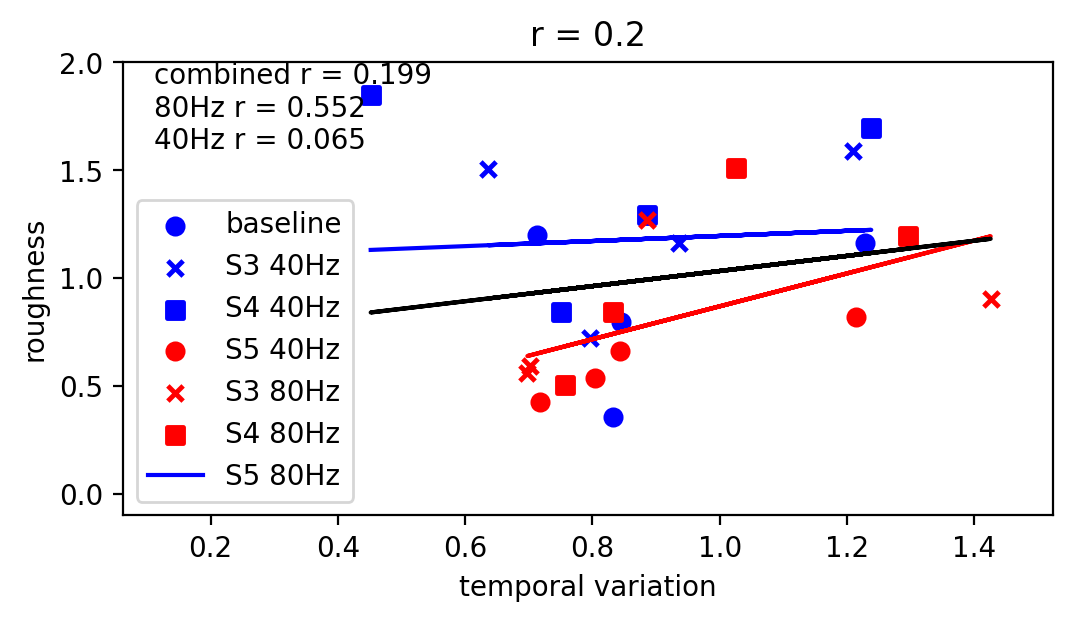 r = 0.2
combined r = 0.199
80Hz r = 0.552
40Hz r = 0.065
2.0
1.5
1.0
0.5
0.0
roughness
baseline
S3 40Hz
S4 40Hz
S5 40Hz
S3 80Hz
S4 80Hz
S5 80Hz
0.2 0.4 0.6 0.8 1.0 1.2 1.4
temporal variation